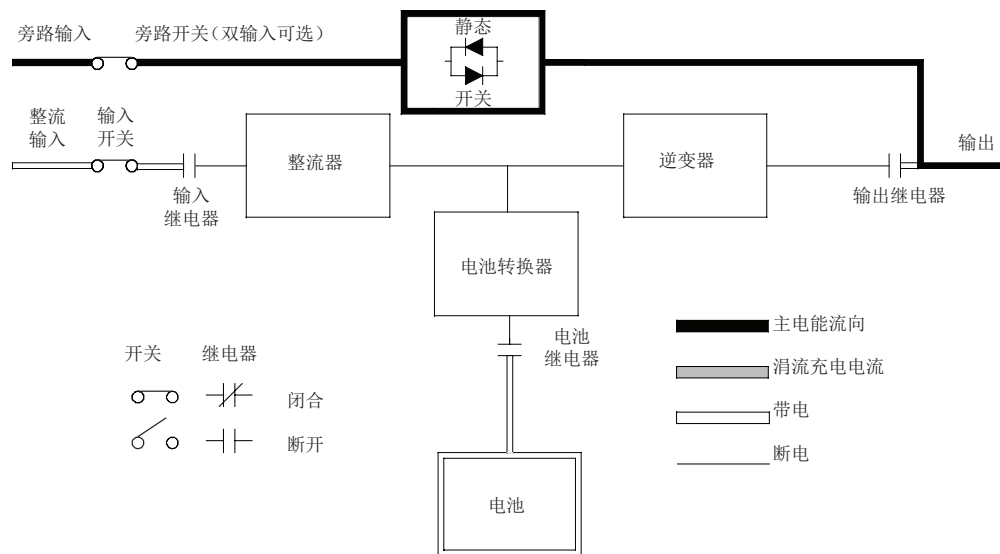 旁路输入
旁路开关(双输入可选)
静态
开关
整流
输入
输入
开关
输入
继电器
整流器
逆变器
输出
输出继电器
电池转换器
电池
继电器
主电能流向
涓流充电电流
带电
断电
开关
继电器
闭合
断开
电池